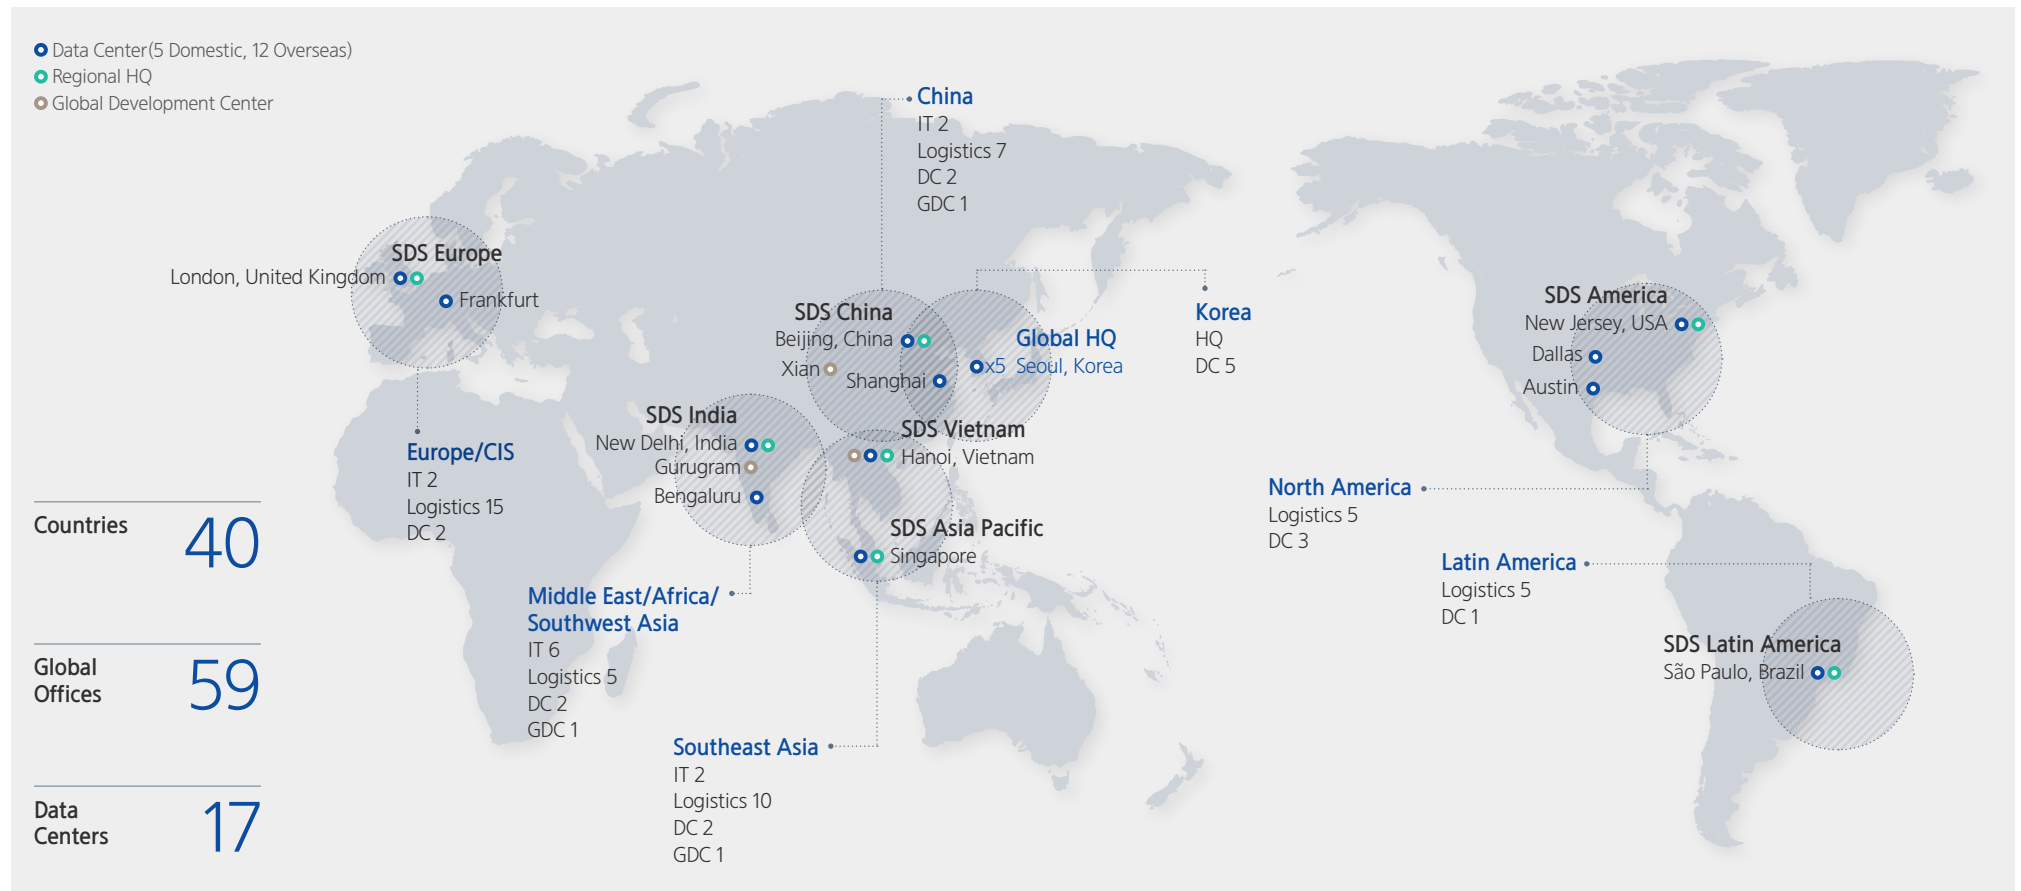 Data Center(5 Domestic, 12 Overseas)
Regional HQ
Global Development Center
China
IT 2
Logistics 7
DC 2
GDC 1
SDS Europe
London, United Kingdom
Frankfurt
Europe/CIS
IT 2
Logistics 15
DC 2
SDS China
Beijing, China
Xian
Shanghai
Global HQ
x5 Seoul, Korea
Korea
HQ
DC 5
SDS America
New Jersey, USA
Dallas
Austin
SDS India
New Delhi, India
Gurugram
Bengaluru
SDS Vietnam
Hanoi, Vietnam
SDS Asia Pacific
Singapore
North America
Logistics 5
DC 3
Latin America
Logistics 5
DC 1
SDS Latin America
São Paulo, Brazil
Middle East/Africa/
Southwest Asia
IT 6
Logistics 5
DC 2
GDC 1
Southeast Asia
IT 2
Logistics 10
DC 2
GDC 1
Countries
40
Global
Offices
59
Data
Centers
17